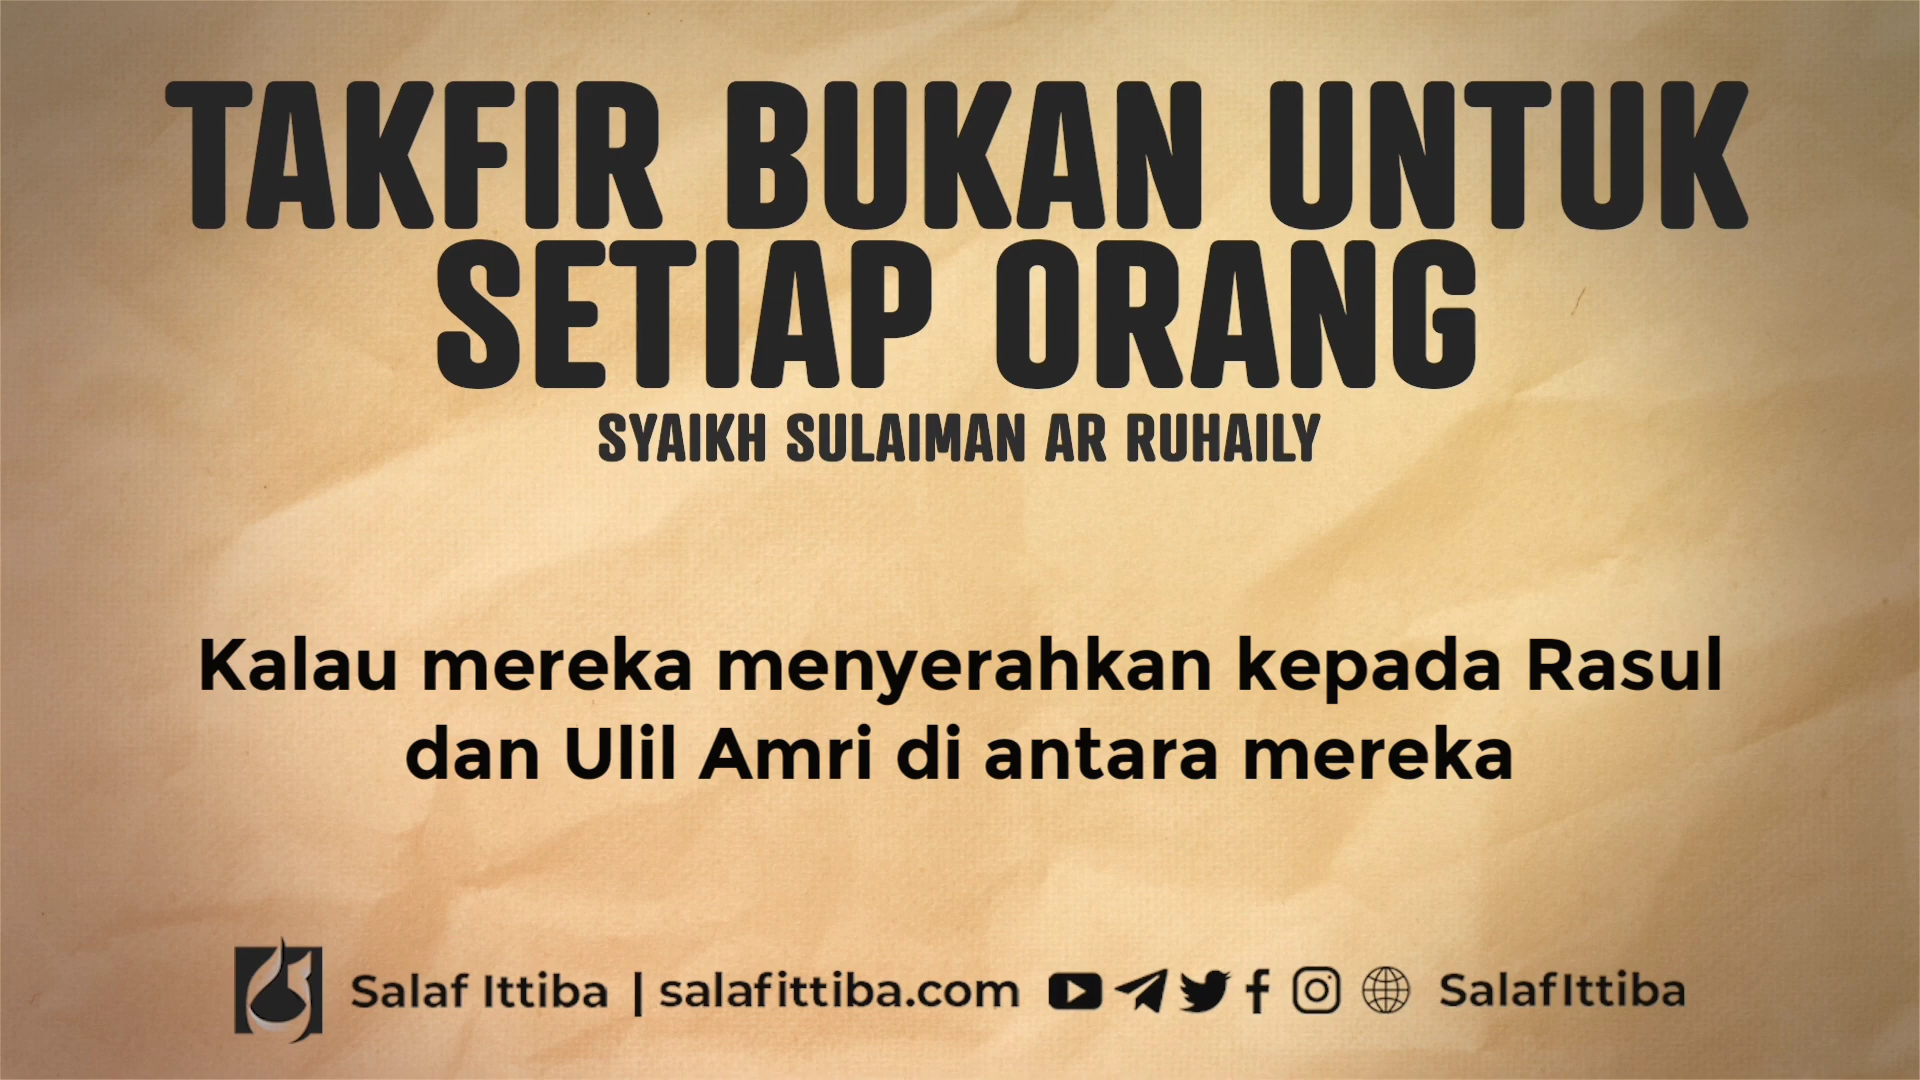 TAKFIR BUKAN UNTUK
SETIAP ORANG
SYAIKH SULAIMAN AR RUHAILY
Kalau mereka menyerahkan kepada Rasul
dan Ulil Amri di antara mereka
Salaf Ittiba | salafittiba.com SalafIttiba